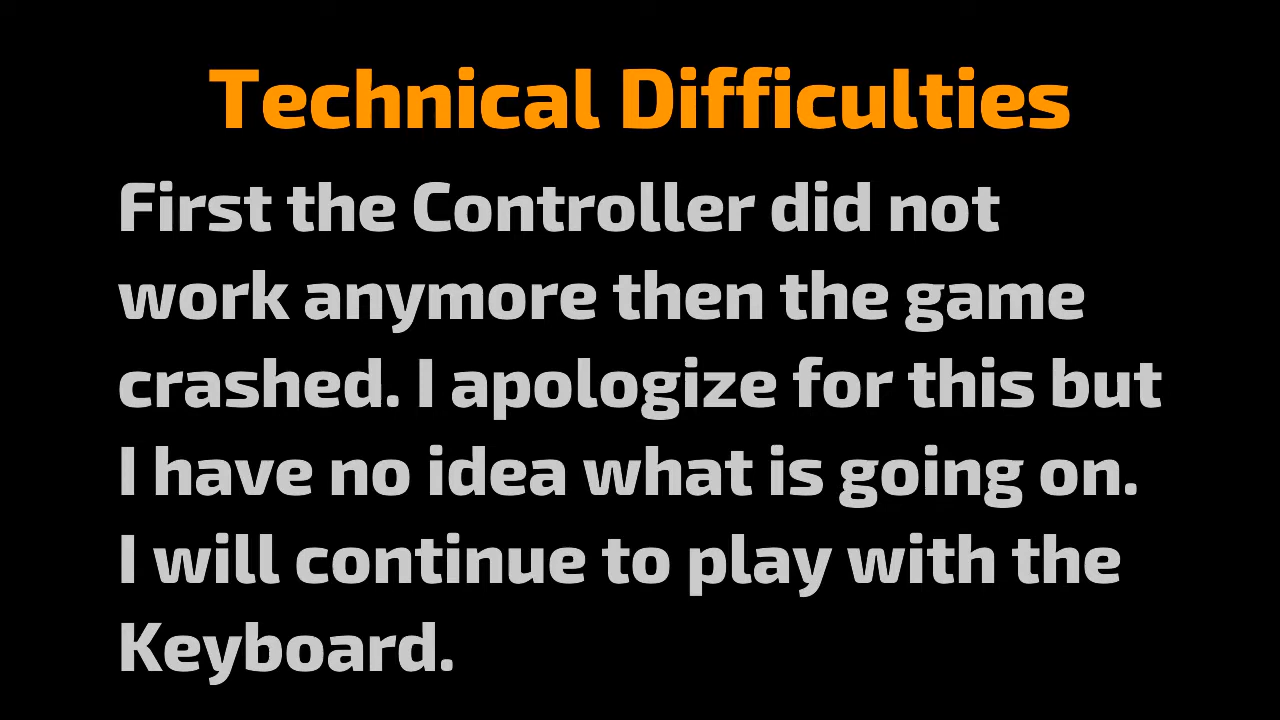 Technical Difficulties
First the Controller did not
work anymore then the game
crashed. I apologize for this but
I have no idea what is going on.
I will continue to play with the
Keyboard.